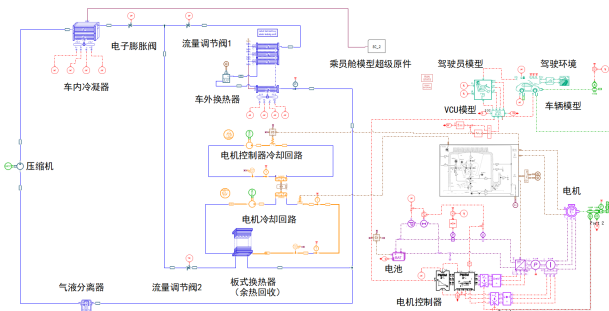 电子膨胀阀
流量调节阀1
乘员舱模型超级原件
驾驶员模型
驾驶环境
车内冷凝器
车外换热器
VCU模型
车辆模型
电机控制器冷却回路
压缩机
电机
电机冷却回路
电池
气液分离器
流量调节阀2
板式换热器
（余热回收）
电机控制器